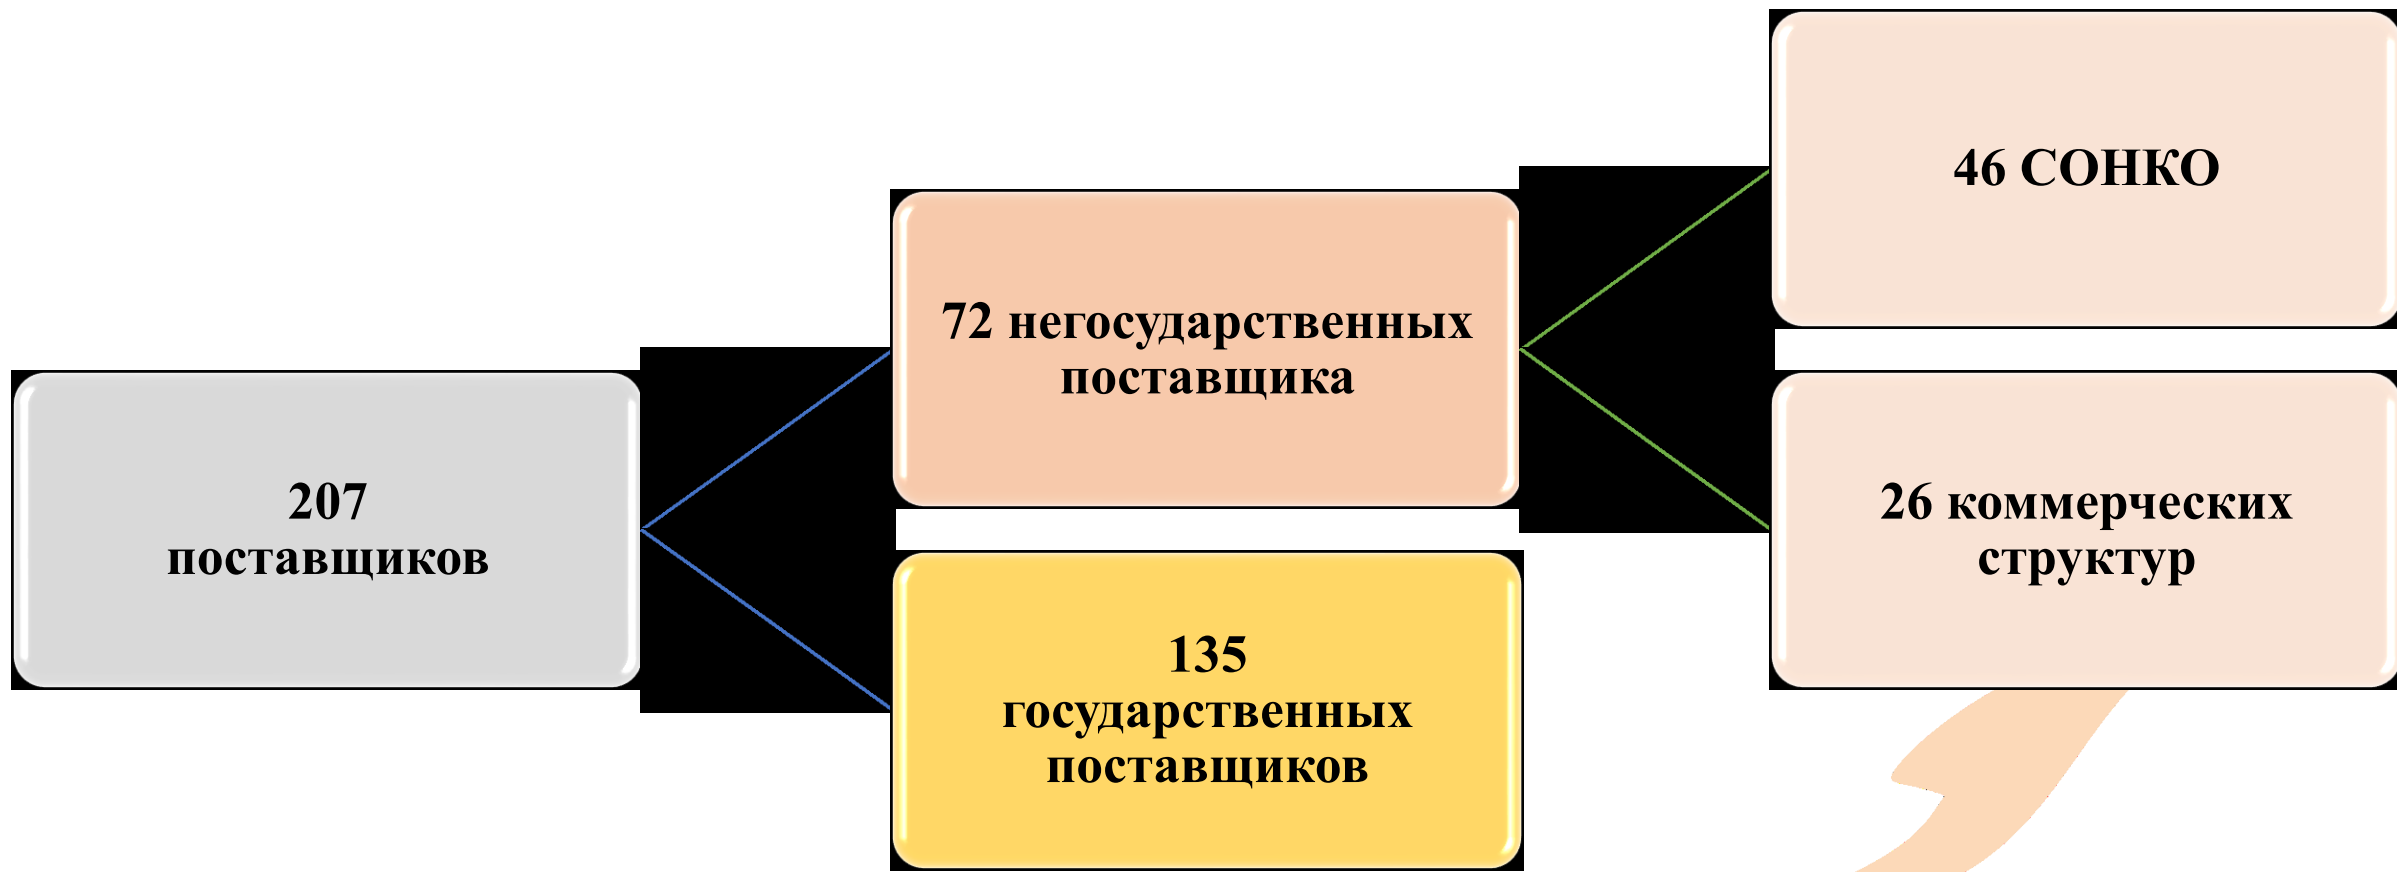 207
поставщиков
72 негосударственных
поставщика
135
государственных
поставщиков
46 СОНКО
26 коммерческих
структур